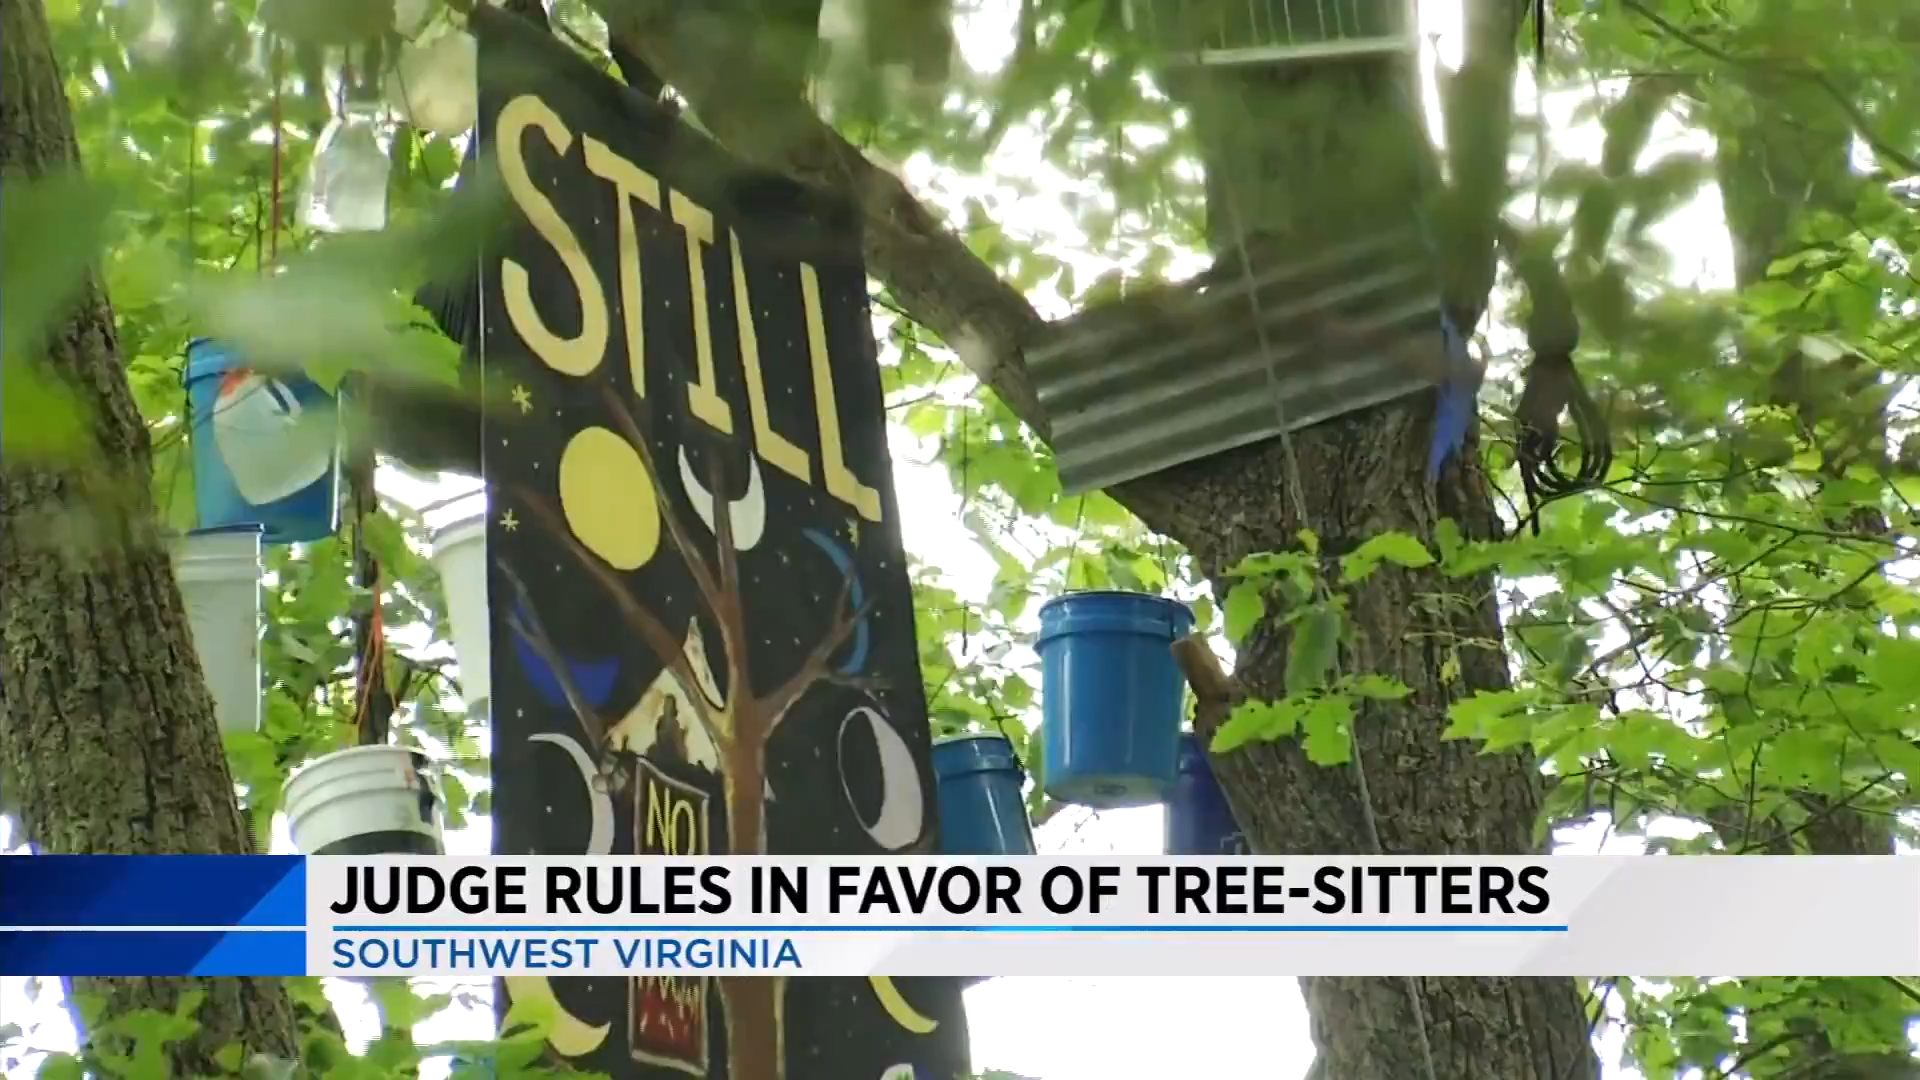 STILL
NO
JUDGE RULES IN FAVOR OF TREE-SITTERS
SOUTHWEST VIRGINIA